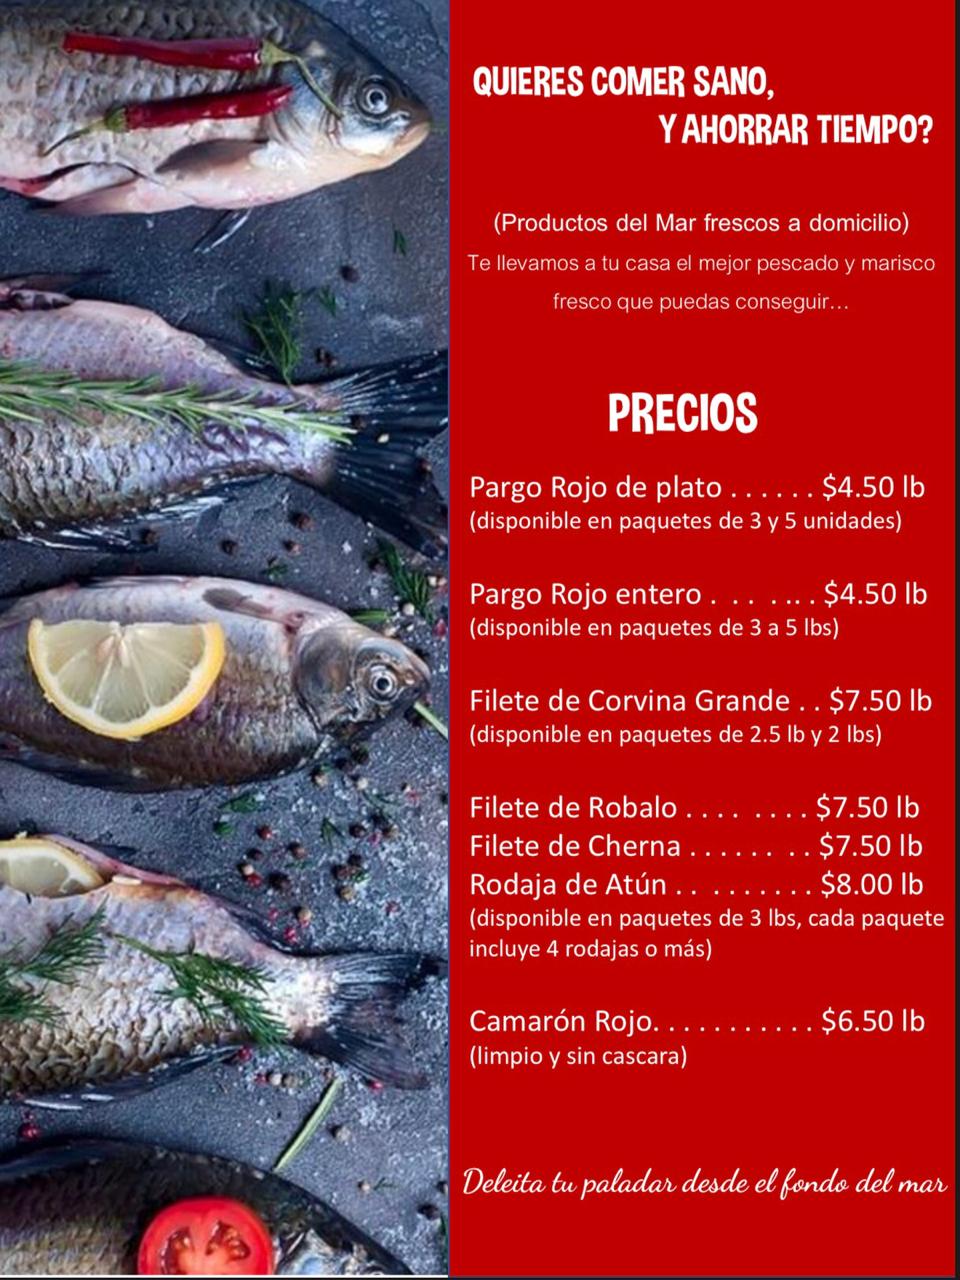 QUIERES COMER SANO,
Y AHORRAR TIEMPO?
(Productos del Mar frescos a domicilio)
Te llevamos a tu casa el mejor pescado y marisco
fresco que puedas conseguir...
PRECIOS
Pargo Rojo de plato . . . . . . $4.50 lb
(disponible en paquetes de 3 y 5 unidades)
Pargo Rojo entero . . . . .. . $4.50 lb
(disponible en paquetes de 3 a 5 lbs)
Filete de Corvina Grande . . $7.50 lb
(disponible en paquetes de 2.5 lb y 2 lbs)
Filete de Robalo . . . . . . . . $7.50 lb
Filete de Cherna . . . . . . . . $7.50 lb
Rodaja de Atún . . . . . . . . . $8.00 lb
(disponible en paquetes de 3 lbs, cada paquete
incluye 4 rodajas o más)
Camarón Rojo. . . . . . . . . . . $6.50 lb
(limpio y sin cascara)
Deleita tu paladar desde el fondo del mar